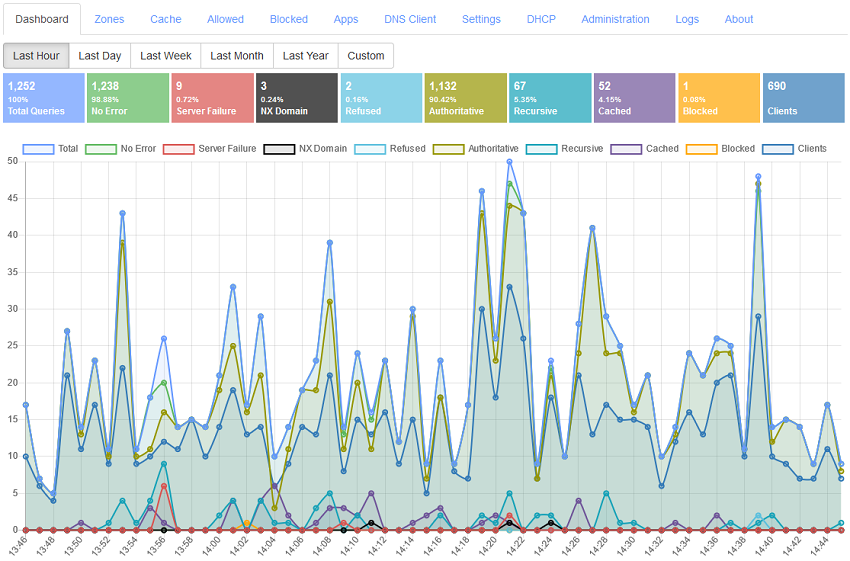 Dashboard Zones Cache Allowed Blocked Apps DNS Client Settings DHCP Administration Logs About
Last Hour Last Day Last Week Last Month Last Year Custom
1,252 1,238 9 3 2 1,132 67 52 1 690
100% 98.88% 0.72% 0.24% 0.16% 90.42% 5.35% 4.15% 0.08%
Total Queries No Error Server Failure NX Domain Refused Authoritative Recursive Cached Blocked Clients
Total No Error Server Failure NX Domain Refused Authoritative Recursive Cached Blocked Clients
50
45
40
35
30
25
20
15
10
5
0
13:46 13:48 13:50 13:52 13:54 13:56 13:58 14:00 14:02 14:04 14:06 14:08 14:10 14:12 14:14 14:16 14:18 14:20 14:22 14:24 14:26 14:28 14:30 14:32 14:34 14:36 14:38 14:40 14:42 14:44